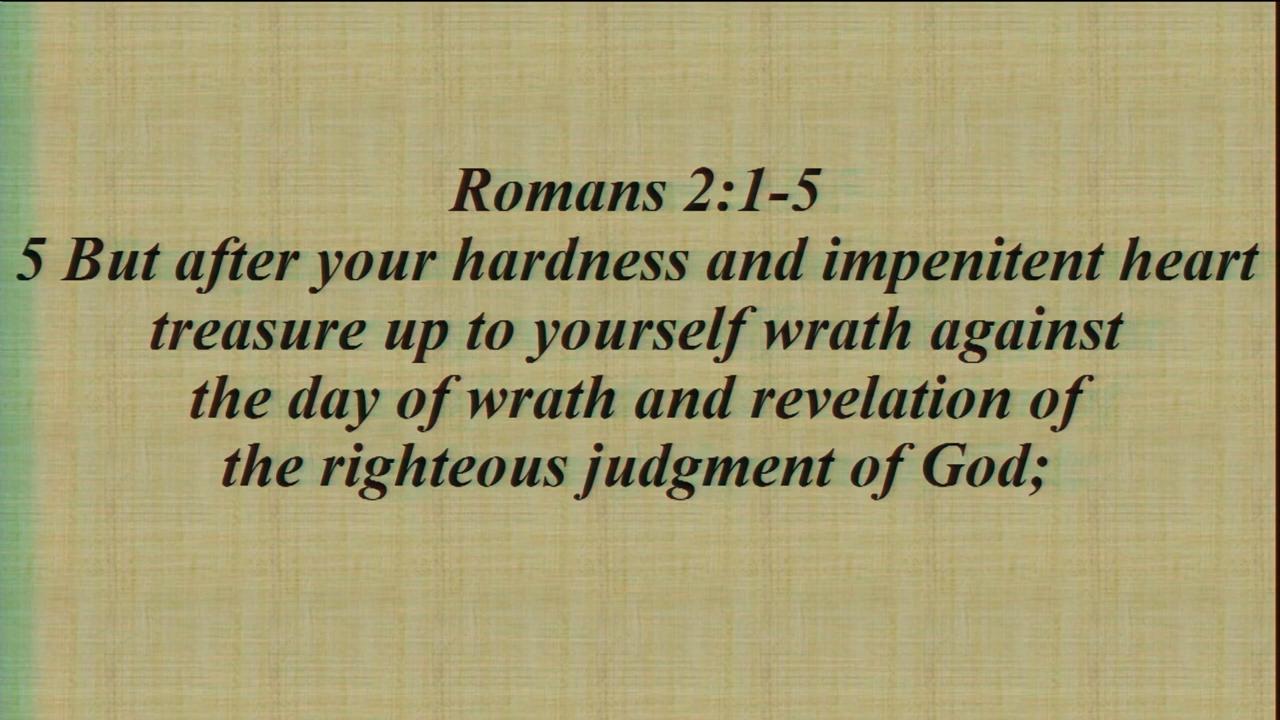 Romans 2:1-5
5 But after your hardness and impenitent heart
treasure up to yourself wrath against
the day of wrath and revelation of
the righteous judgment of God;